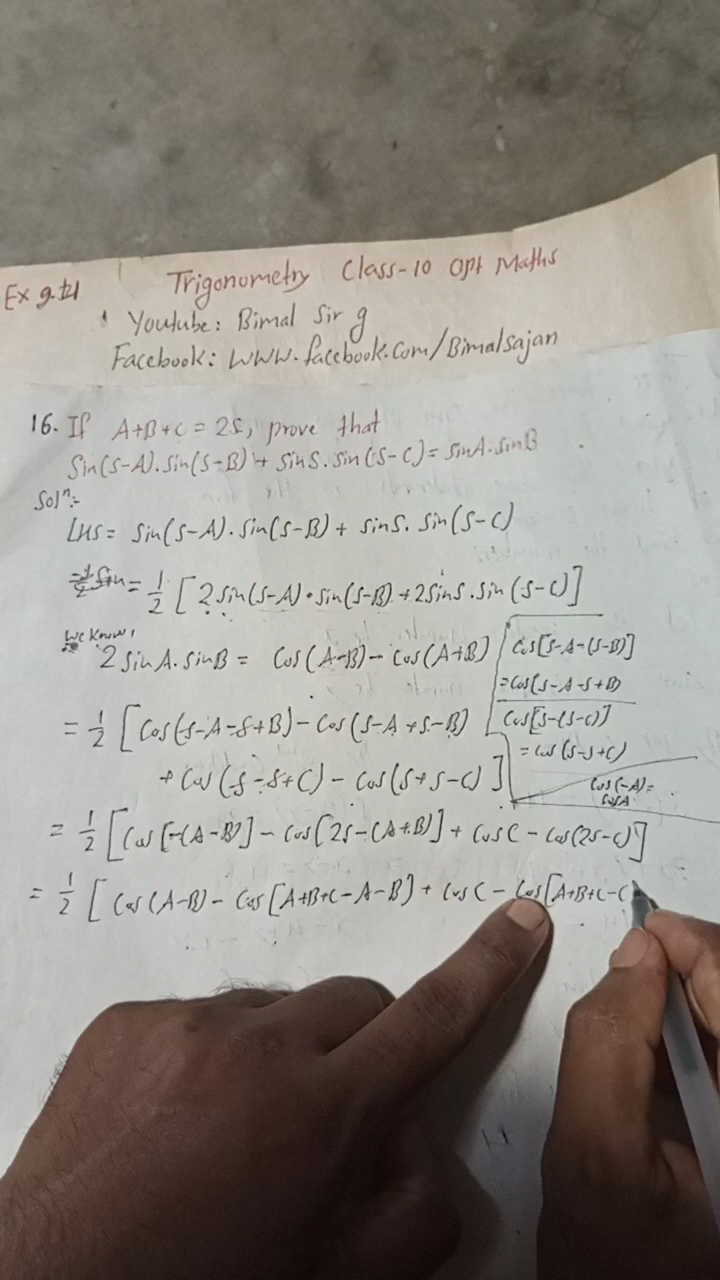 Ex 9.
Trigonometry Class-10 Opt Maths
Youtube: Bimal Sir g
Facebook: WWW.facebook.com/Bimalsajan
16. If A+B+C = 2S, prove that
Sin(S-A).sin(S-B) + sinS.sin(S-C) = sinA.sinB
Solⁿ:-
LHS = Sin(S-A).sin(S-B) + sinS. sin(S-C)
= 1/2 [2sin(S-A).sin(S-B) + 2sinS.sin(S-C)]
We know,
2 sinA.sinB = Cos(A-B) - Cos(A+B)
Cos[S-A-(S-B)]
= Cos(S-A-S+B)
Cos[S-(S-C)]
= Cos(S-S+C)
Cos(-A) =
CosA
= 1/2 [Cos(S-A-S+B) - Cos(S-A+S-B)
+ Cos(S-S+C) - Cos(S+S-C)]
= 1/2 [Cos[-(A-B)] - Cos[2S-(A+B)] + CosC - Cos(2S-C)]
= 1/2 [Cos(A-B) - Cos[A+B+C-A-B] + CosC - Cos[A+B+C-C